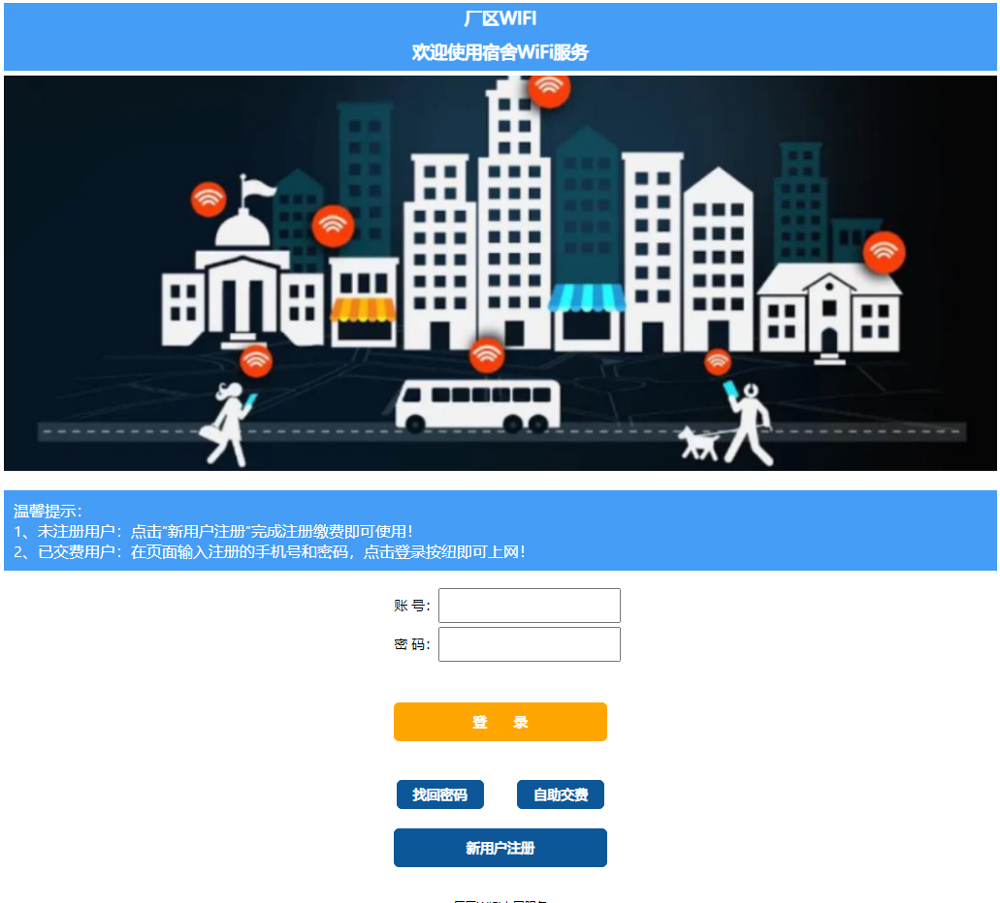 厂区WIFI
欢迎使用宿舍WiFi服务
温馨提示：
1、未注册用户：点击“新用户注册”完成注册缴费即可使用！
2、已交费用户：在页面输入注册的手机号和密码，点击登录按纽即可上网！
账 号：
密 码：
登 录
找回密码 自助交费
新用户注册